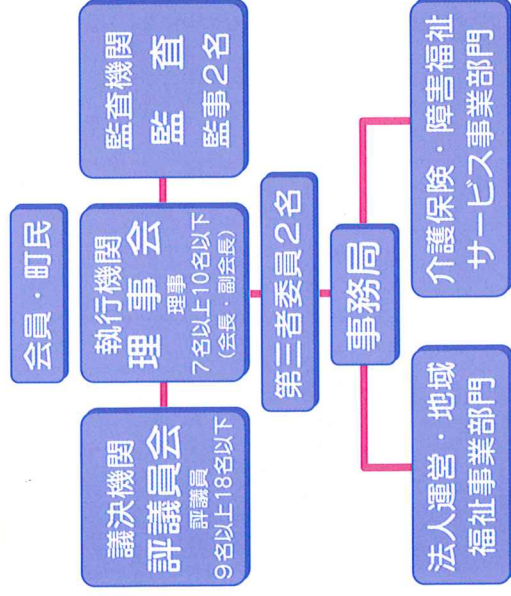 会員・町民
議決機関
評議員会
評議員
9名以上18名以下
執行機関
理事会
理事
7名以上10名以下
(会長・副会長)
監査機関
監査
監事2名
第三者委員2名
事務局
法人運営・地域
福祉事業部門
介護保険・障害福祉
サービス事業部門